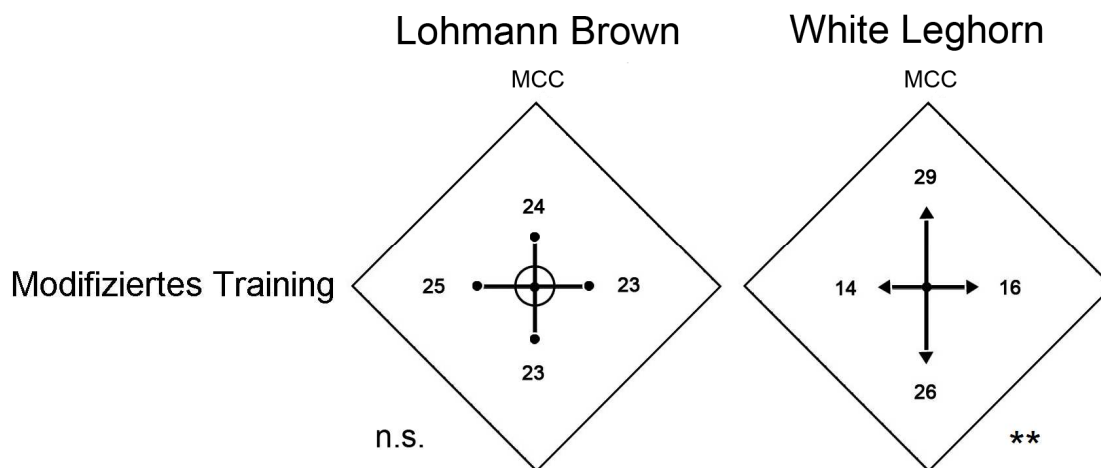 Lohmann Brown
White Leghorn
MCC
MCC
29
24
Modifiziertes Training
25
23
14
16
23
26
n.s.
**